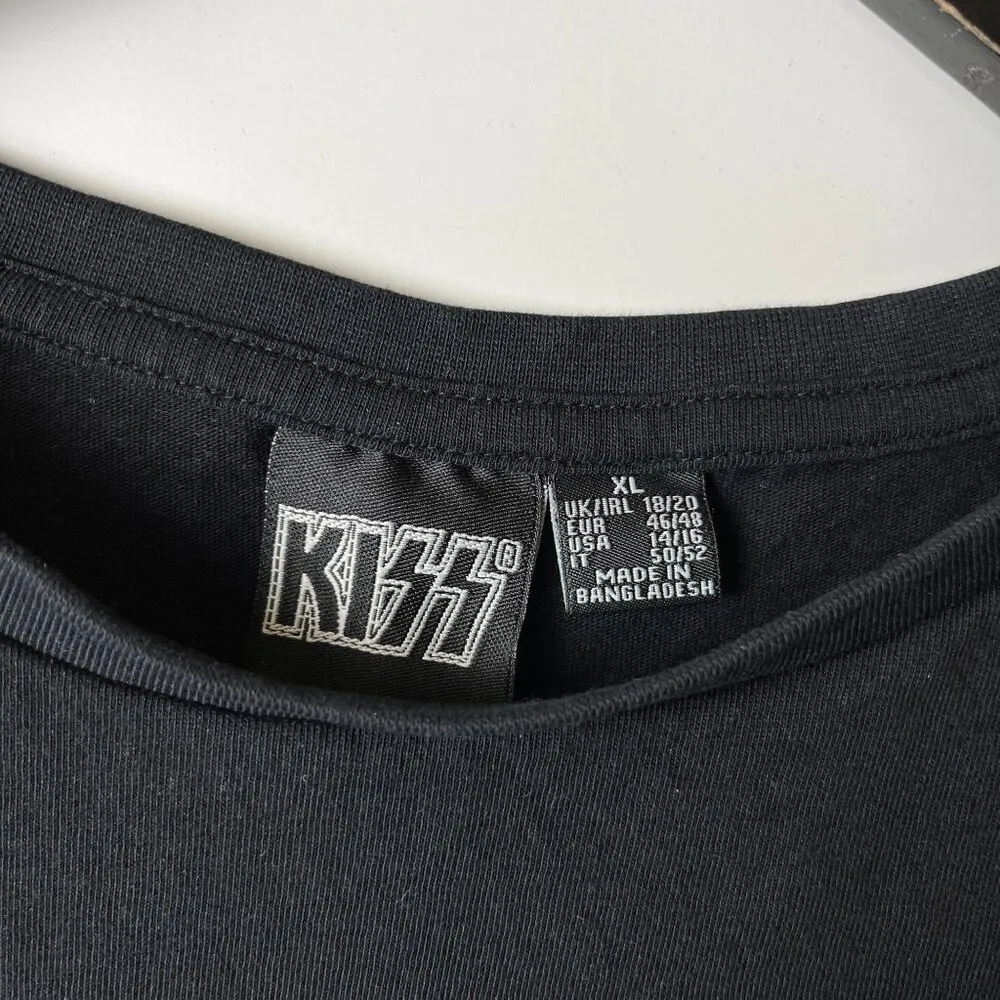 KISS®
XL
UK/IRL 18/20
EUR 46/48
USA 14/16
IT 50/52
MADE IN
BANGLADESH